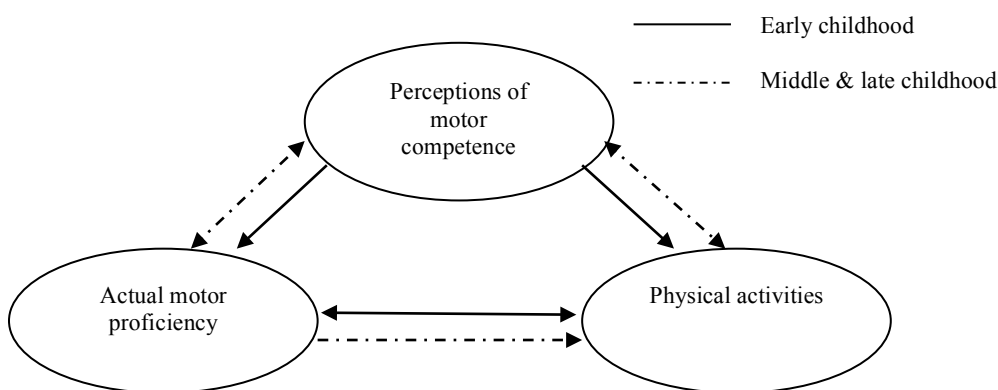 Early childhood
Middle & late childhood
Perceptions of
motor
competence
Actual motor
proficiency
Physical activities